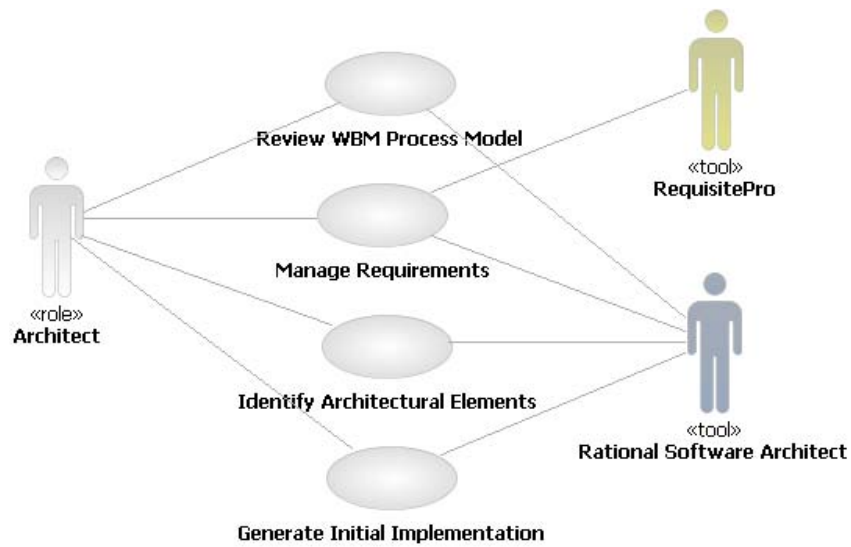 Review WBM Process Model
«tool»
RequisitePro
Manage Requirements
«role»
Architect
Identify Architectural Elements
«tool»
Rational Software Architect
Generate Initial Implementation